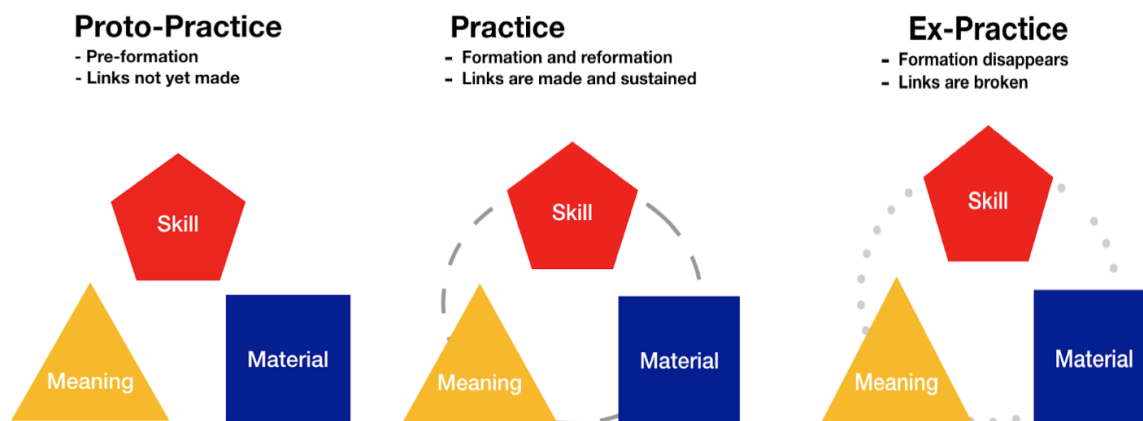 Proto-Practice
- Pre-formation
- Links not yet made
Skill
Meaning
Material
Practice
- Formation and reformation
- Links are made and sustained
Skill
Meaning
Material
Ex-Practice
- Formation disappears
- Links are broken
Skill
Meaning
Material